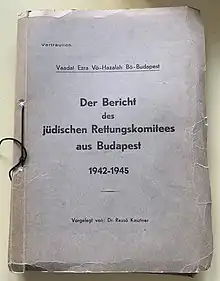 Vertraulich.
Vaadat Ezra Vö-Hazalah Bö-Budapest
Der Bericht
des
jüdischen Rettungskomitees
aus Budapest
1942-1945
Vorgelegt von: Dr. Rezsö Kasztner